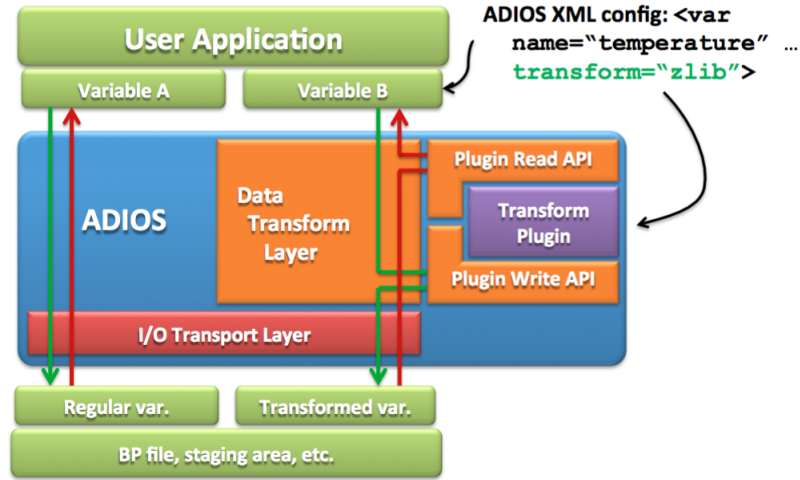 User Application
ADIOS XML config: <var
name=“temperature” …
transform=“zlib”>
Variable A
Variable B
ADIOS
Data
Transform
Layer
Plugin Read API
Transform
Plugin
Plugin Write API
I/O Transport Layer
Regular var.
Transformed var.
BP file, staging area, etc.